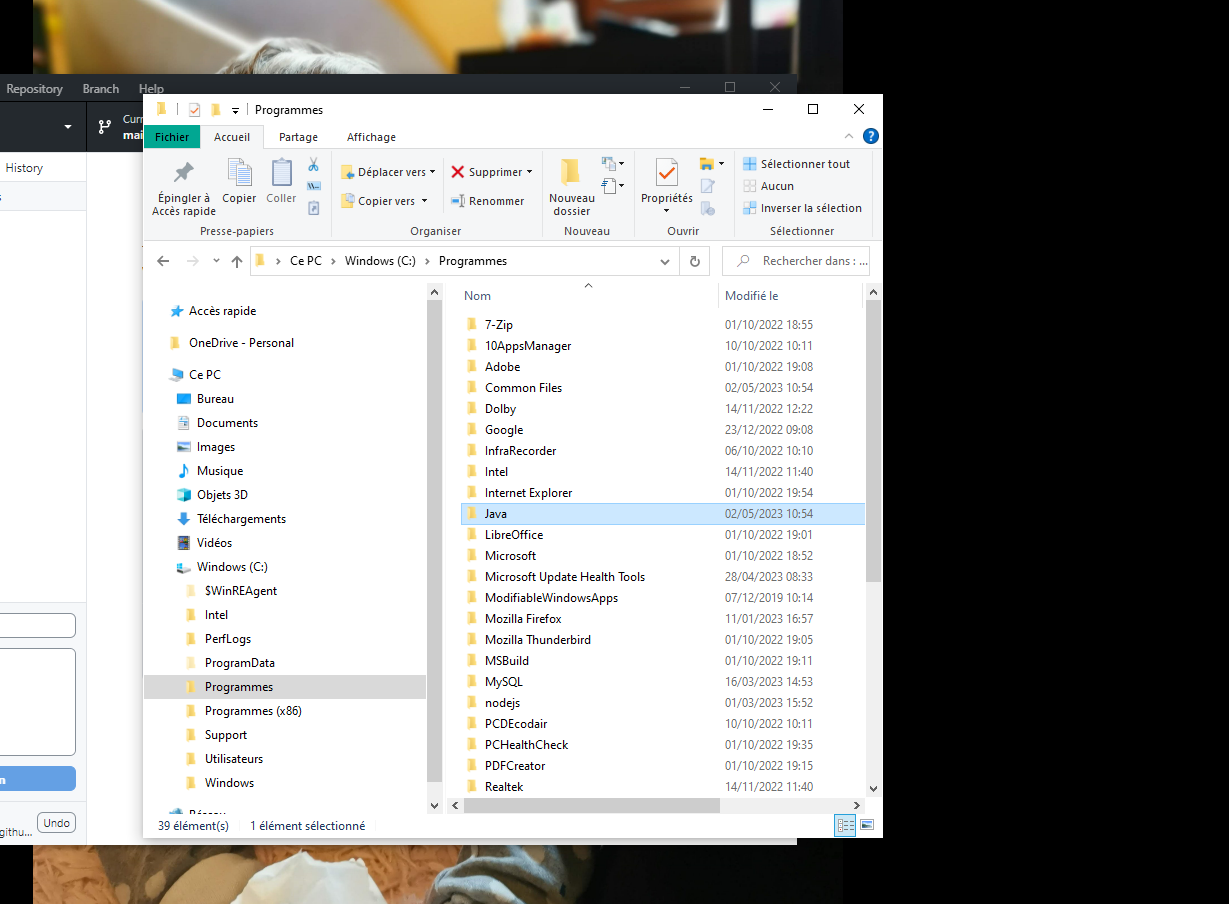 Repository Branch Help
Programmes
Fichier Accueil Partage Affichage
History
Épingler à Accès rapide
Copier
Coller
Presse-papiers
Déplacer vers
Copier vers
Supprimer
Renommer
Organiser
Nouveau dossier
Nouveau
Propriétés
Ouvrir
Sélectionner tout
Aucun
Inverser la sélection
Sélectionner
Ce PC > Windows (C:) > Programmes
Rechercher dans : ...
Accès rapide
OneDrive - Personal
Ce PC
Bureau
Documents
Images
Musique
Objets 3D
Téléchargements
Vidéos
Windows (C:)
$WinREAgent
Intel
PerfLogs
ProgramData
Programmes
Programmes (x86)
Support
Utilisateurs
Windows
Réseau
Nom Modifié le
7-Zip 01/10/2022 18:55
10AppsManager 10/10/2022 10:11
Adobe 01/10/2022 19:08
Common Files 02/05/2023 10:54
Dolby 14/11/2022 12:22
Google 23/12/2022 09:08
InfraRecorder 06/10/2022 10:10
Intel 14/11/2022 11:40
Internet Explorer 01/10/2022 19:54
Java 02/05/2023 10:54
LibreOffice 01/10/2022 19:01
Microsoft 01/10/2022 18:52
Microsoft Update Health Tools 28/04/2023 08:33
ModifiableWindowsApps 07/12/2019 10:14
Mozilla Firefox 11/01/2023 16:57
Mozilla Thunderbird 01/10/2022 19:05
MSBuild 01/10/2022 19:11
MySQL 16/03/2023 14:53
nodejs 01/03/2023 15:52
PCDEcodair 10/10/2022 10:11
PCHealthCheck 01/10/2022 19:35
PDFCreator 01/10/2022 19:15
Realtek 14/11/2022 11:40
githu... Undo
39 élément(s) 1 élément sélectionné